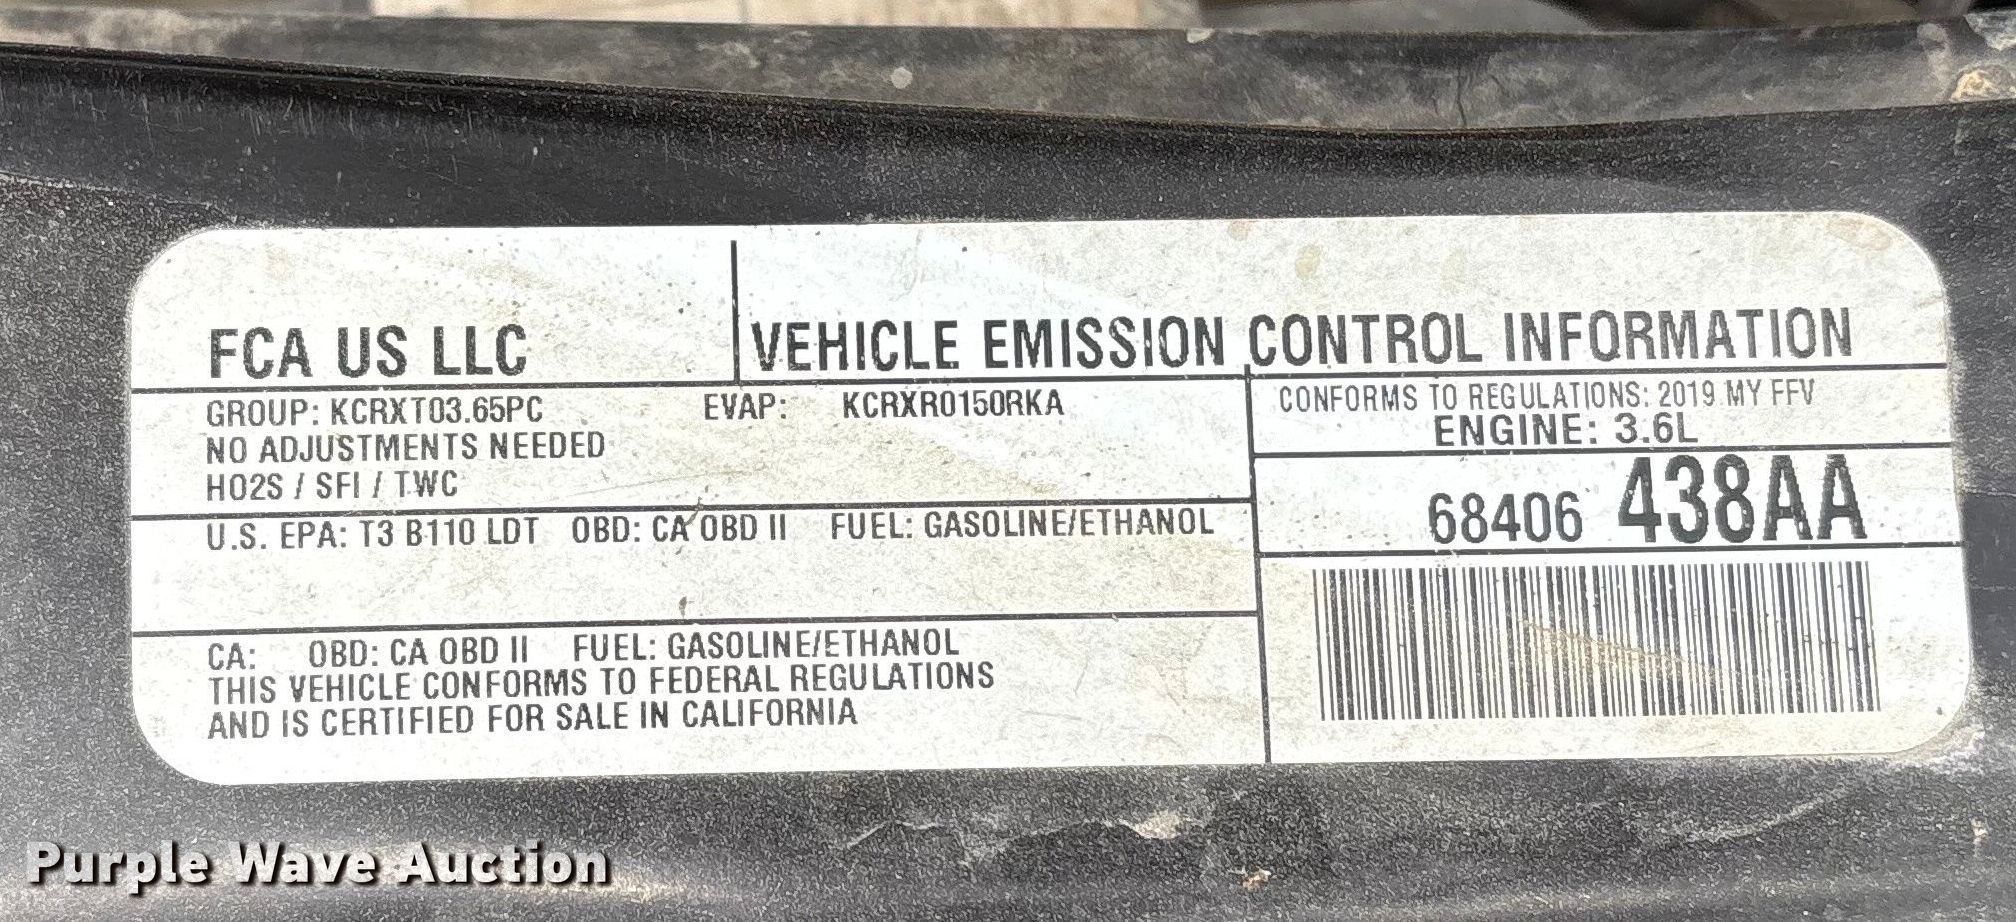 FCA US LLC
VEHICLE EMISSION CONTROL INFORMATION
GROUP: KCRXT03.65PC EVAP: KCRXR0150RKA
NO ADJUSTMENTS NEEDED
HO2S / SFI / TWC
CONFORMS TO REGULATIONS: 2019 MY FFV
ENGINE: 3.6L
68406 438AA
U.S. EPA: T3 B110 LDT OBD: CA OBD II FUEL: GASOLINE/ETHANOL
CA: OBD: CA OBD II FUEL: GASOLINE/ETHANOL
THIS VEHICLE CONFORMS TO FEDERAL REGULATIONS
AND IS CERTIFIED FOR SALE IN CALIFORNIA
Purple Wave Auction